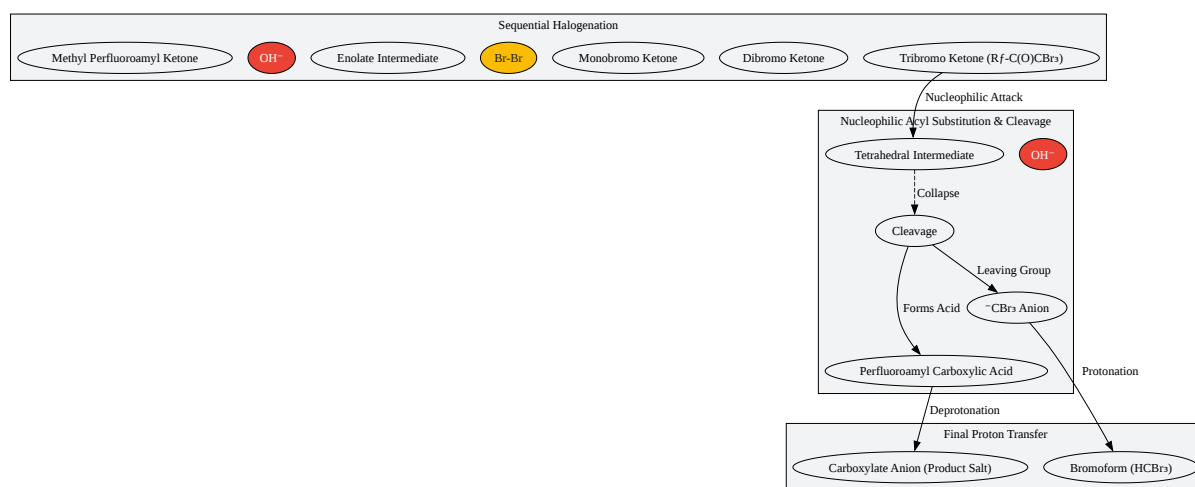 Sequential Halogenation
Methyl Perfluoroamyl Ketone
OH⁻
Enolate Intermediate
Br-Br
Monobromo Ketone
Dibromo Ketone
Tribromo Ketone (Rƒ-C(O)CBr₃)
Nucleophilic Attack
Nucleophilic Acyl Substitution & Cleavage
Tetrahedral Intermediate
OH⁻
Collapse
Cleavage
Leaving Group
Forms Acid
⁻CBr₃ Anion
Perfluoroamyl Carboxylic Acid
Protonation
Deprotonation
Final Proton Transfer
Carboxylate Anion (Product Salt)
Bromoform (HCBr₃)